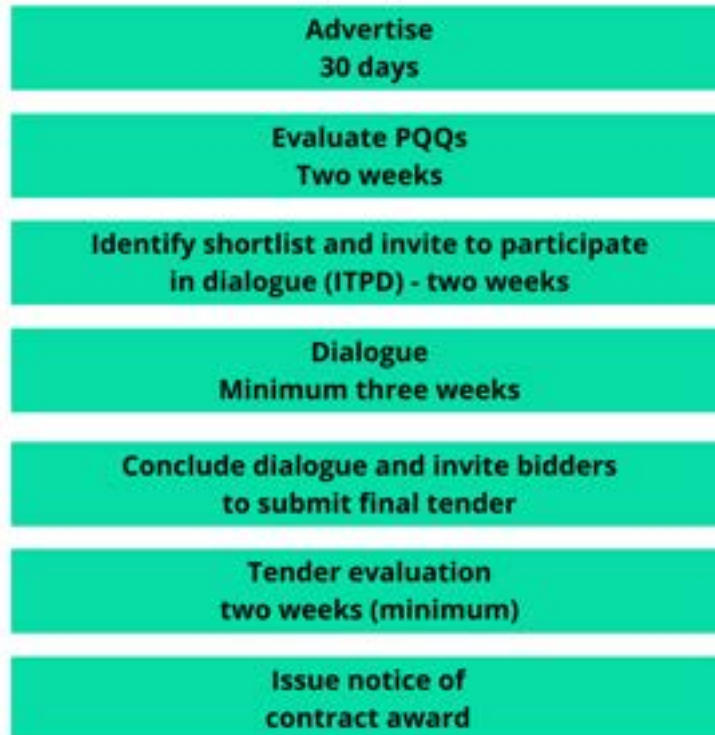 Advertise
30 days
Evaluate PQQs
Two weeks
Identify shortlist and invite to participate
in dialogue (ITPD) - two weeks
Dialogue
Minimum three weeks
Conclude dialogue and invite bidders
to submit final tender
Tender evaluation
two weeks (minimum)
Issue notice of
contract award